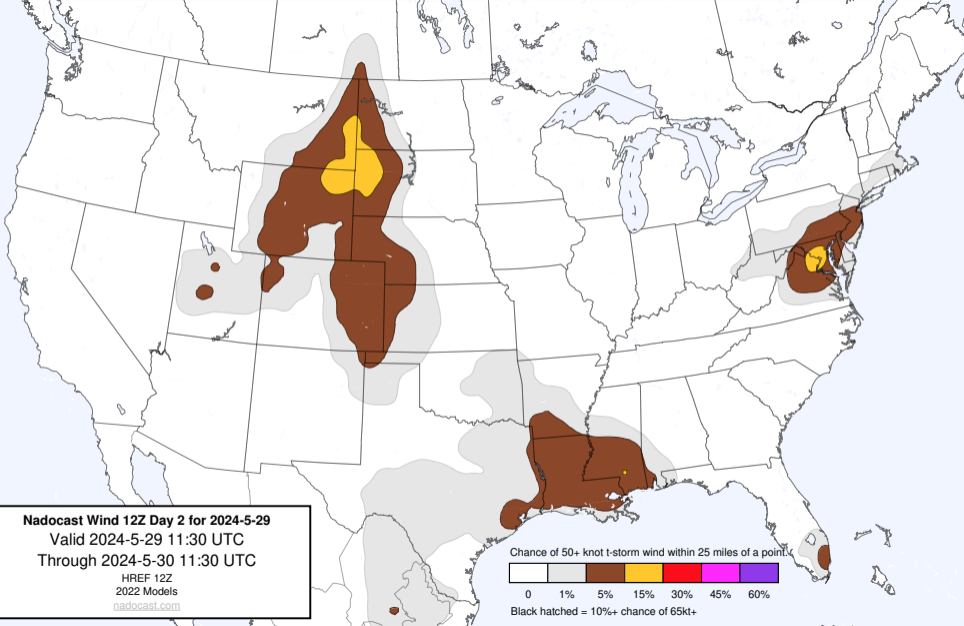 Nadocast Wind 12Z Day 2 for 2024-5-29
Valid 2024-5-29 11:30 UTC
Through 2024-5-30 11:30 UTC
HREF 12Z
2022 Models
nadocast.com
Chance of 50+ knot t-storm wind within 25 miles of a point.
0 1% 5% 15% 30% 45% 60%
Black hatched = 10%+ chance of 65kt+